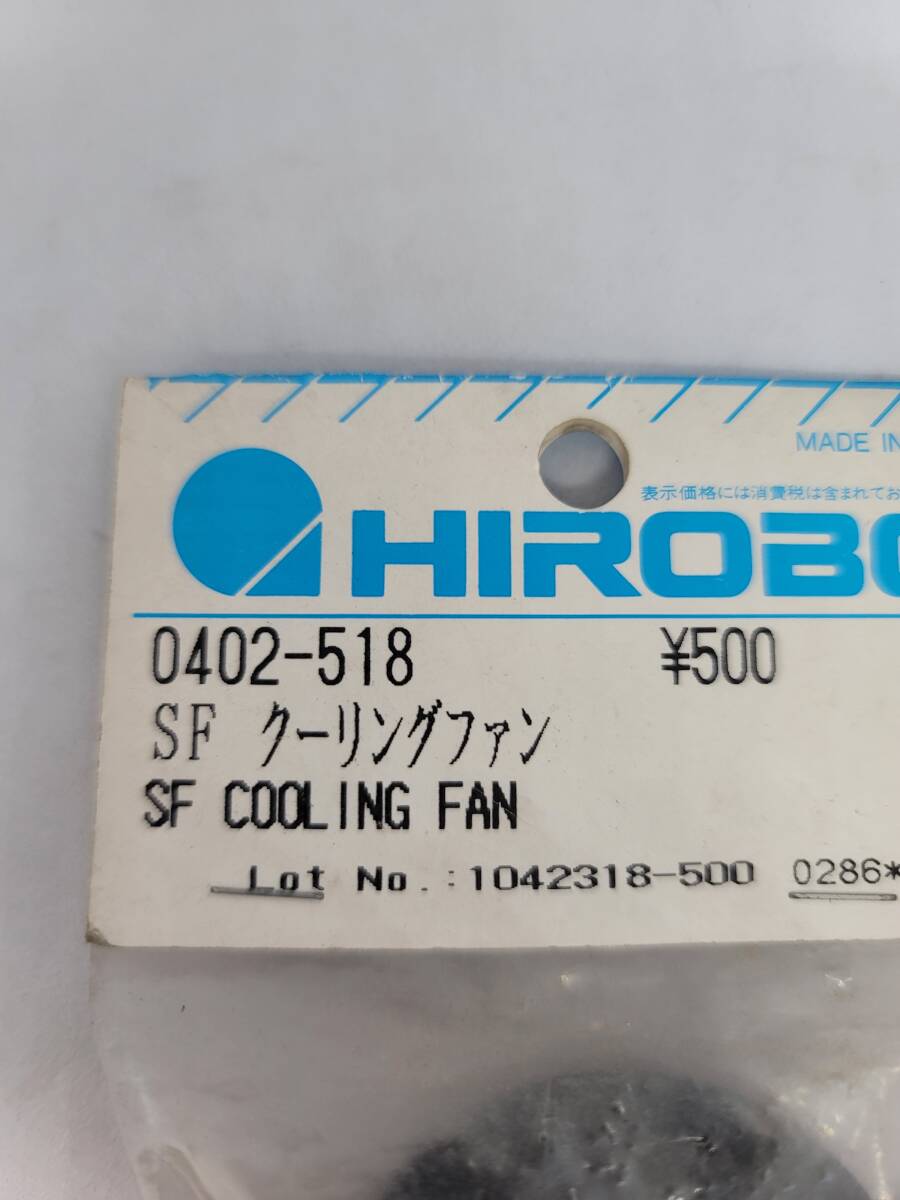 MADE IN
表示価格には消費税は含まれてお
HIROBO
0402-518 ¥500
SF クーリングファン
SF COOLING FAN
Lot No.:1042318-500 0286*